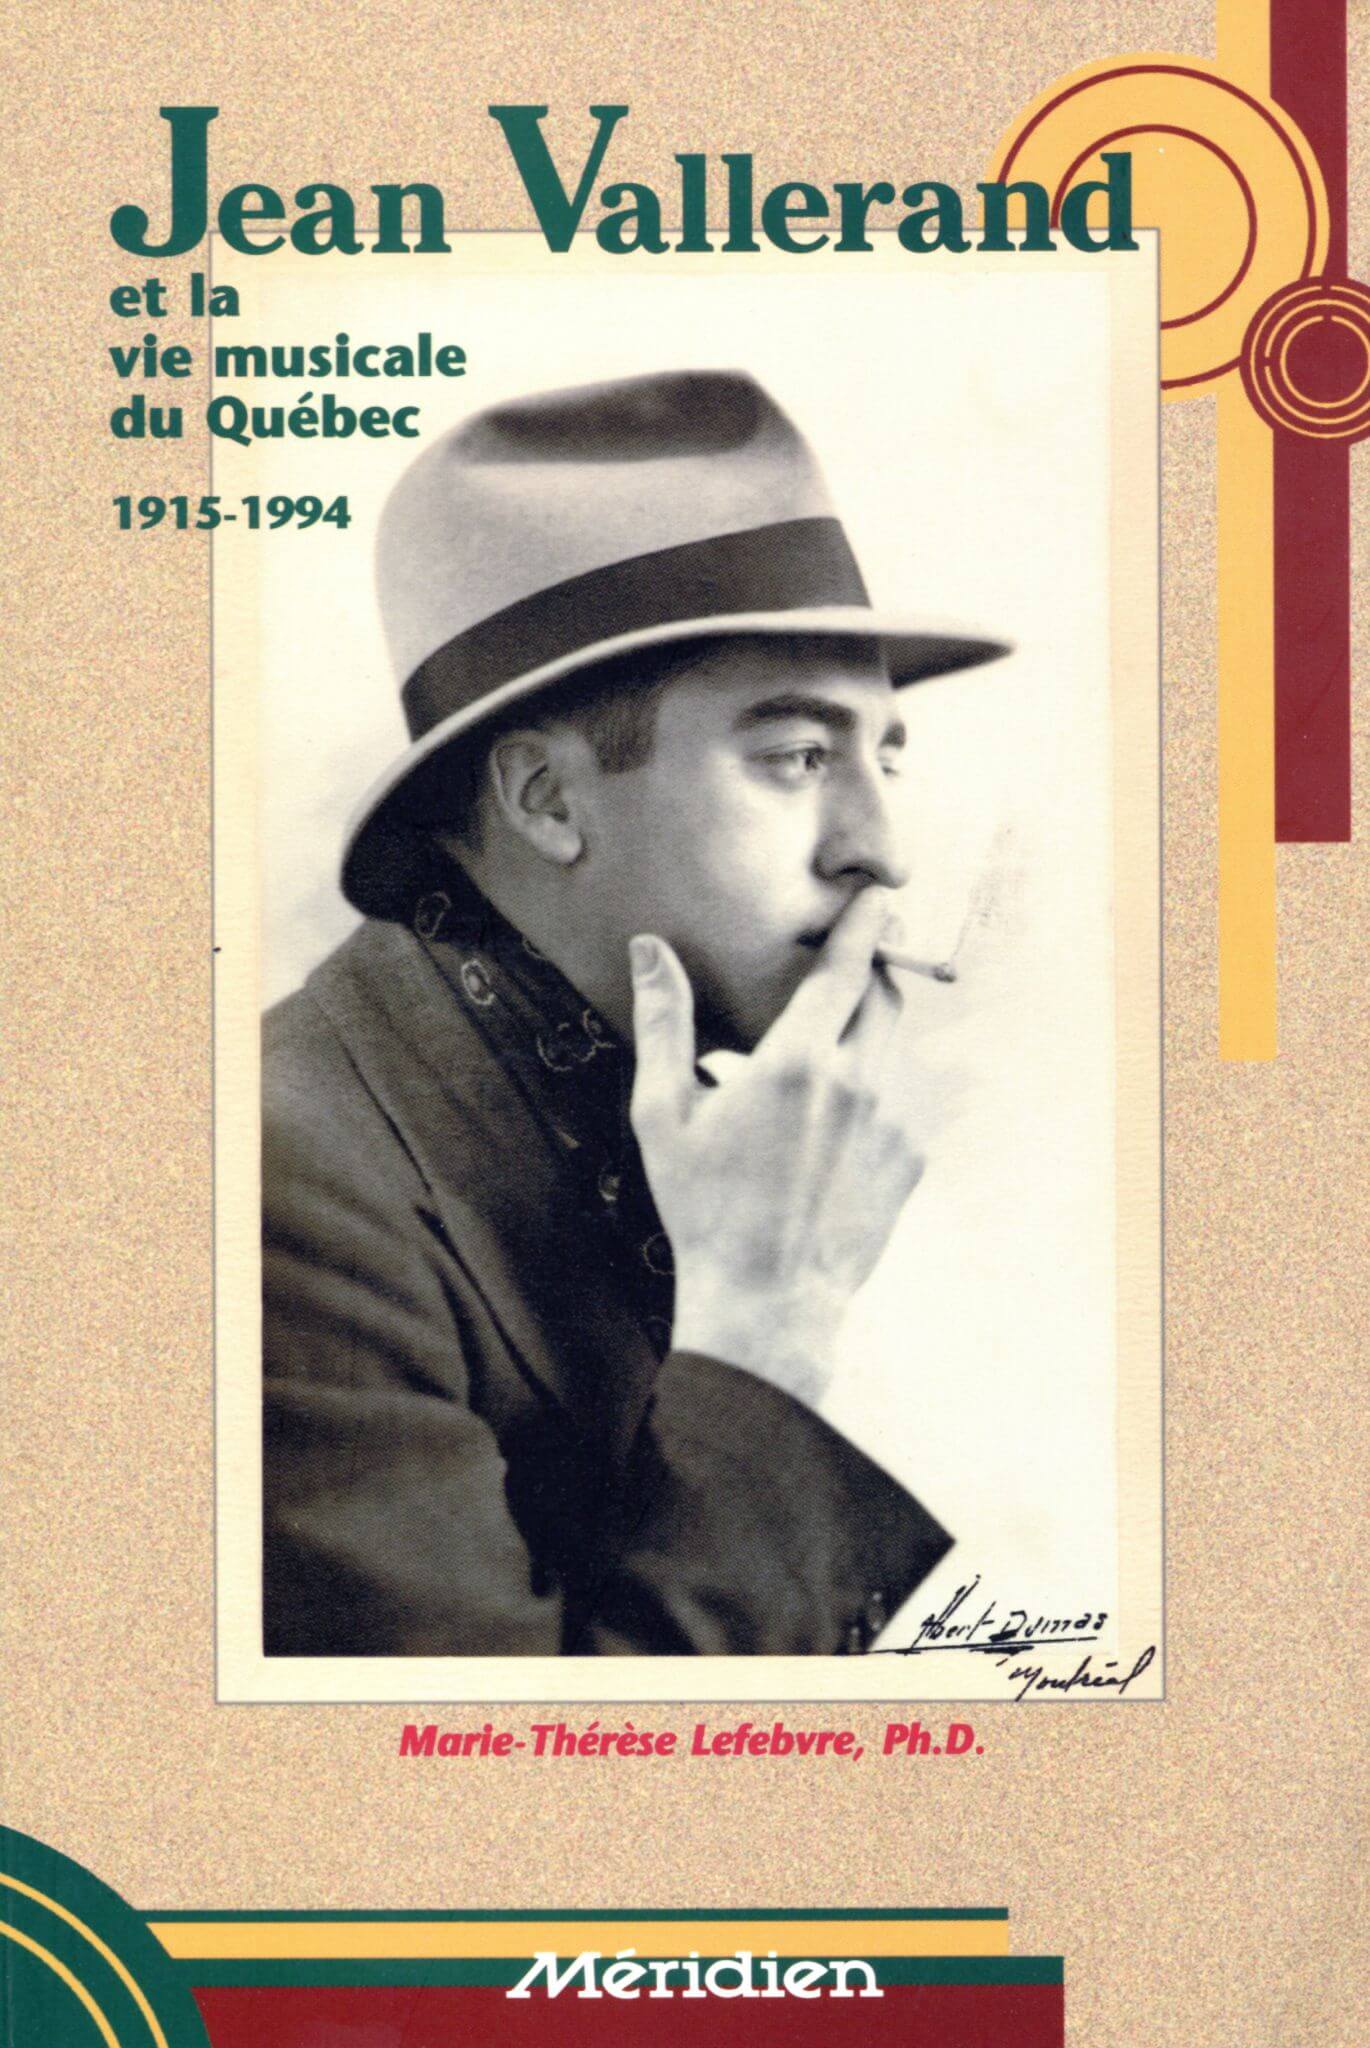 Jean Vallerand
et la
vie musicale
du Québec
1915-1994
Albert Dumas
Montréal
Marie-Thérèse Lefebvre, Ph.D.
Méridien